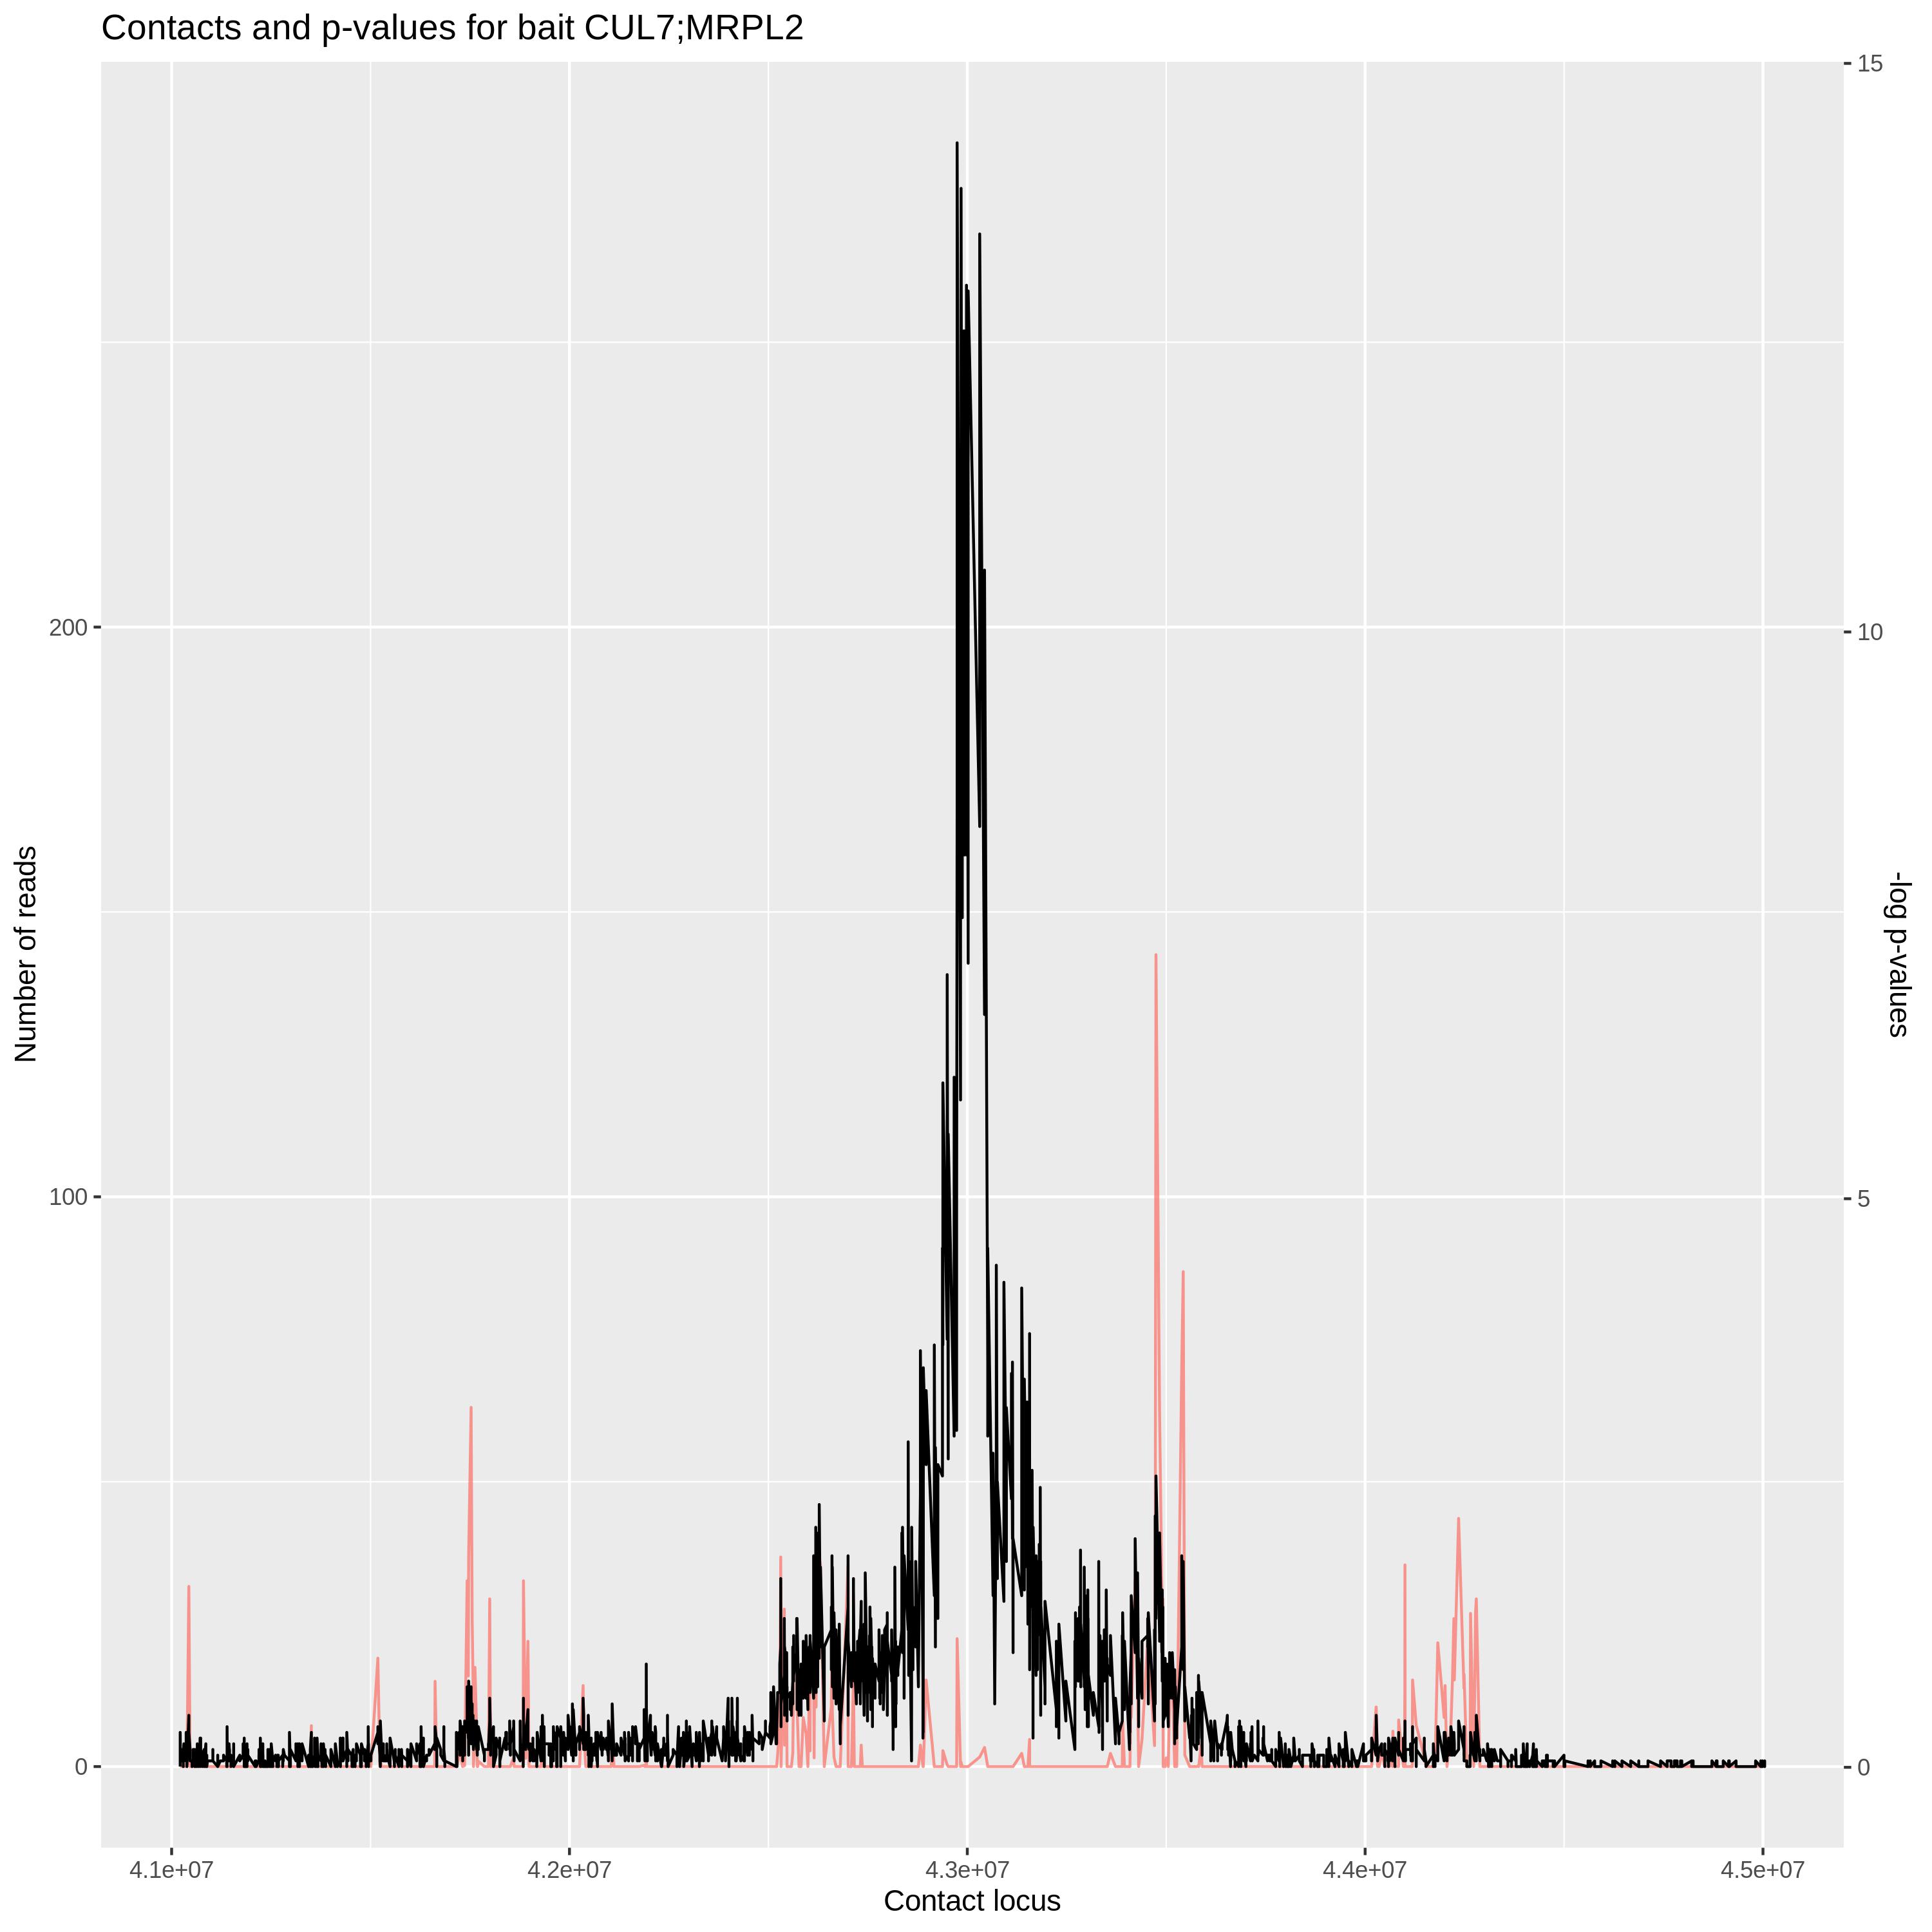 Contacts and p-values for bait CUL7;MRPL2
15
200
10
Number of reads
-log p-values
100
5
0
0
4.1e+07
4.2e+07
4.3e+07
4.4e+07
4.5e+07
Contact locus